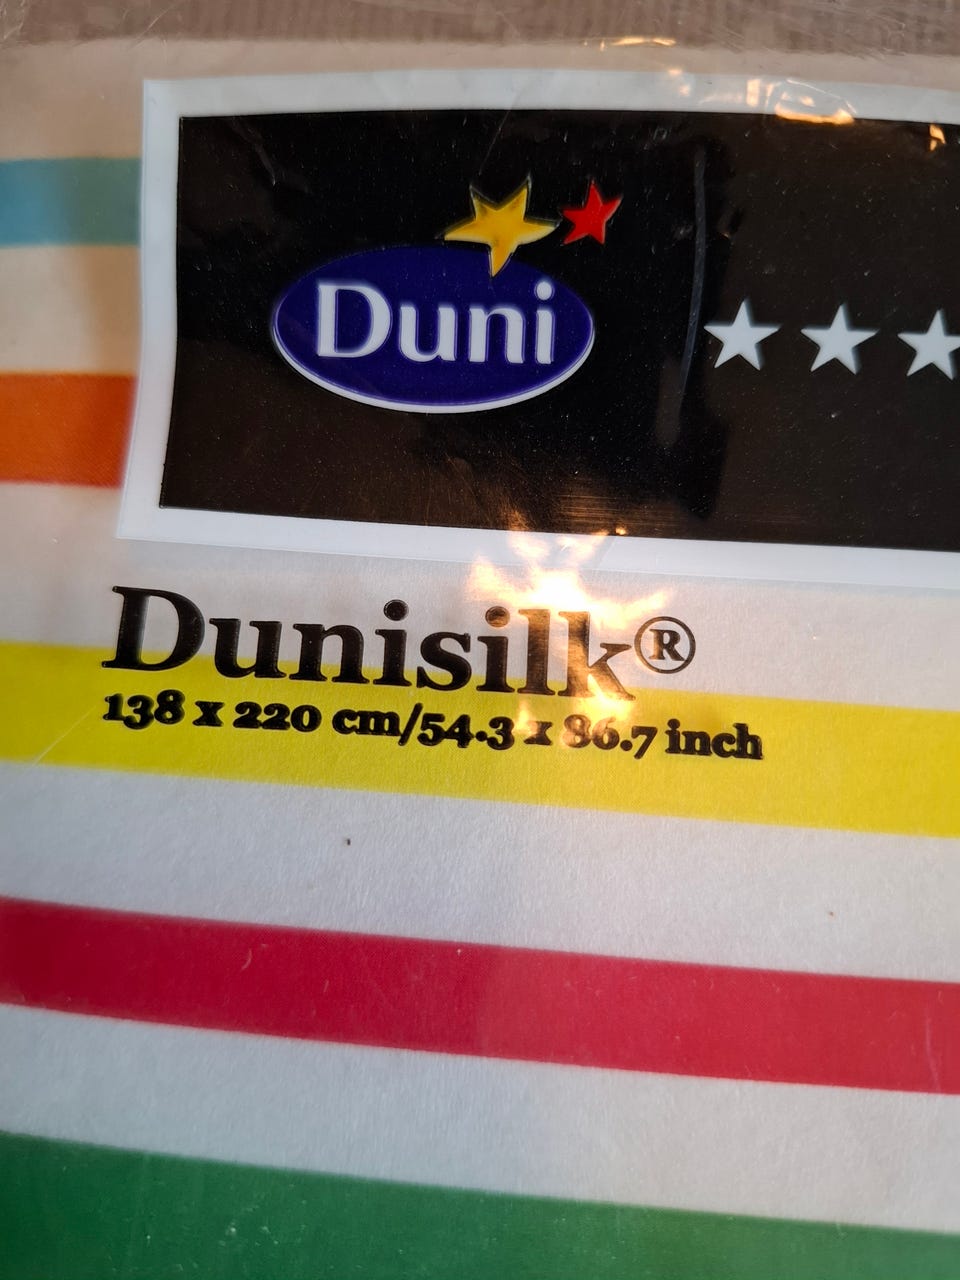 Duni
Dunisilk®
138 x 220 cm/54.3 x 86.7 inch